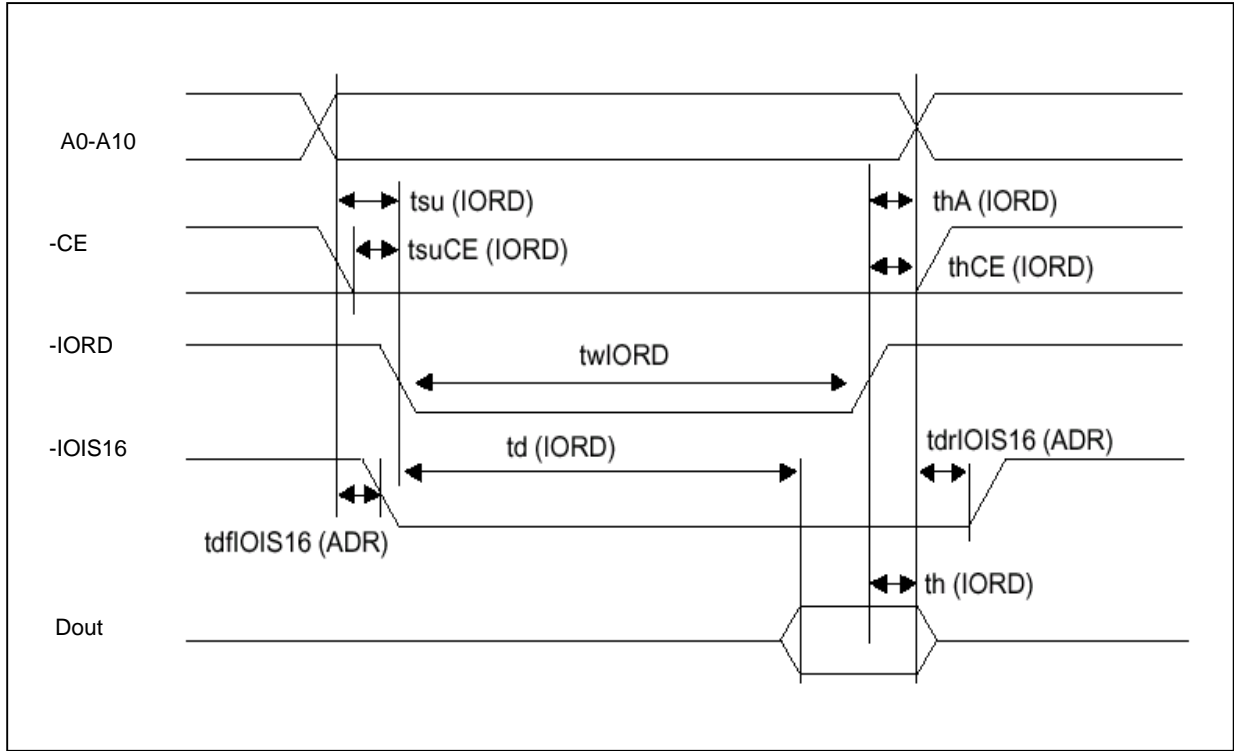 A0-A10
tsu (IORD)
thA (IORD)
-CE
tsuCE (IORD)
thCE (IORD)
-IORD
twIORD
-IOIS16
td (IORD)
tdrIOIS16 (ADR)
tdfIOIS16 (ADR)
th (IORD)
Dout